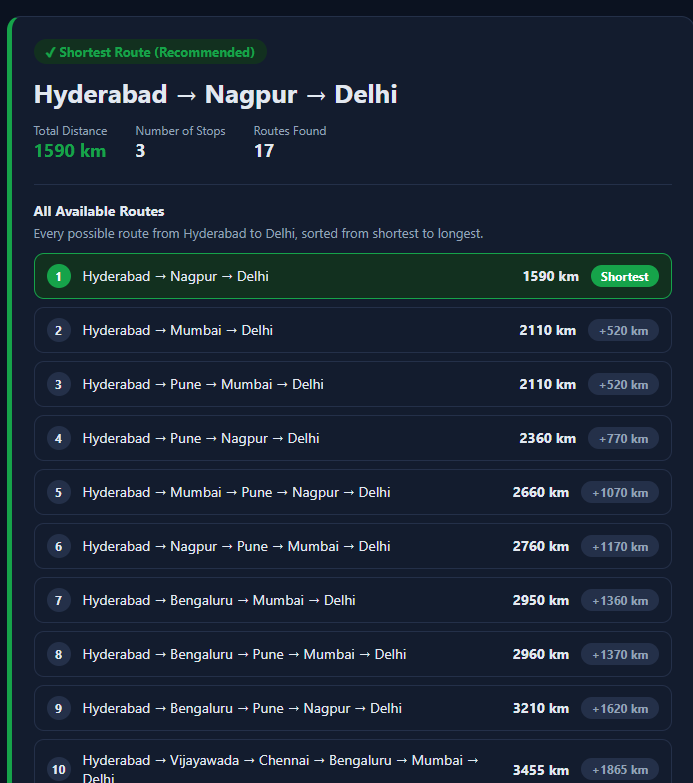 ✓ Shortest Route (Recommended)
Hyderabad → Nagpur → Delhi
Total Distance Number of Stops Routes Found
1590 km 3 17
All Available Routes
Every possible route from Hyderabad to Delhi, sorted from shortest to longest.
1 Hyderabad → Nagpur → Delhi 1590 km Shortest
2 Hyderabad → Mumbai → Delhi 2110 km +520 km
3 Hyderabad → Pune → Mumbai → Delhi 2110 km +520 km
4 Hyderabad → Pune → Nagpur → Delhi 2360 km +770 km
5 Hyderabad → Mumbai → Pune → Nagpur → Delhi 2660 km +1070 km
6 Hyderabad → Nagpur → Pune → Mumbai → Delhi 2760 km +1170 km
7 Hyderabad → Bengaluru → Mumbai → Delhi 2950 km +1360 km
8 Hyderabad → Bengaluru → Pune → Mumbai → Delhi 2960 km +1370 km
9 Hyderabad → Bengaluru → Pune → Nagpur → Delhi 3210 km +1620 km
10 Hyderabad → Vijayawada → Chennai → Bengaluru → Mumbai → 3455 km +1865 km
Delhi